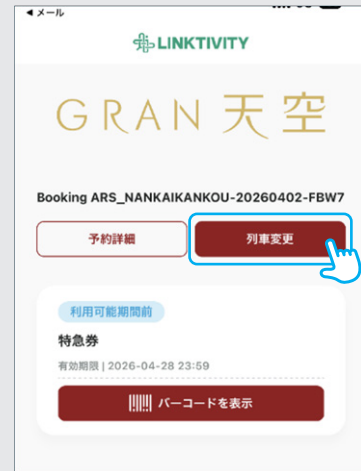 ◀ メール
LINKTIVITY
GRAN 天空
Booking ARS_NANKAIKANKOU-20260402-FBW7
予約詳細
列車変更
利用可能期間前
特急券
有効期限 | 2026-04-28 23:59
バーコードを表示